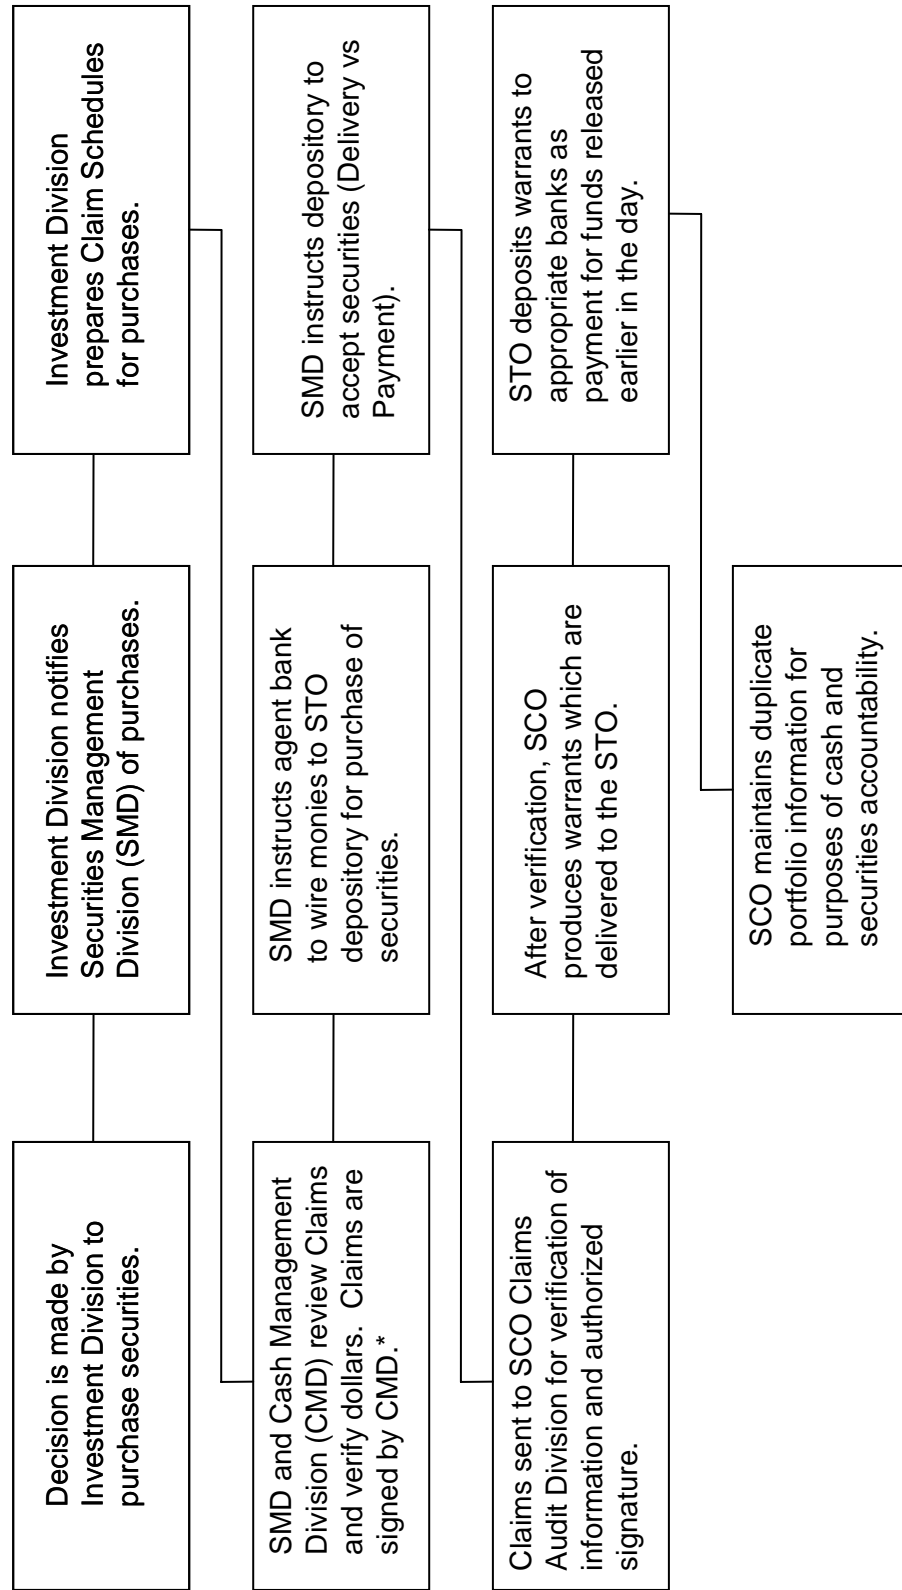 Decision is made by
Investment Division to
purchase securities.
Investment Division notifies
Securities Management
Division (SMD) of purchases.
Investment Division
prepares Claim Schedules
for purchases.
SMD and Cash Management
Division (CMD) review Claims
and verify dollars.  Claims are
signed by CMD.*
SMD instructs agent bank
to wire monies to STO
depository for purchase of
securities.
SMD instructs depository to
accept securities (Delivery vs
Payment).
Claims sent to SCO Claims
Audit Division for verification of
information and authorized
signature.
After verification, SCO
produces warrants which are
delivered to the STO.
STO deposits warrants to
appropriate banks as
payment for funds released
earlier in the day.
SCO maintains duplicate
portfolio information for
purposes of cash and
securities accountability.